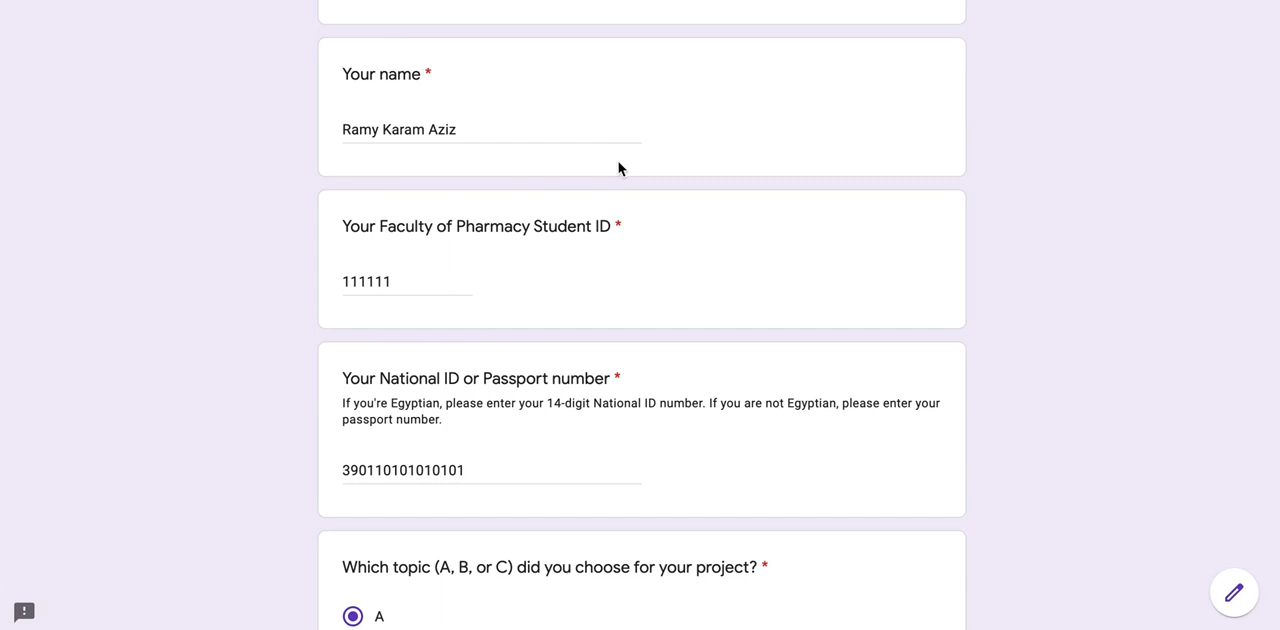 Your name *
Ramy Karam Aziz
Your Faculty of Pharmacy Student ID *
111111
Your National ID or Passport number *
If you're Egyptian, please enter your 14-digit National ID number. If you are not Egyptian, please enter your
passport number.
390110101010101
Which topic (A, B, or C) did you choose for your project? *
A